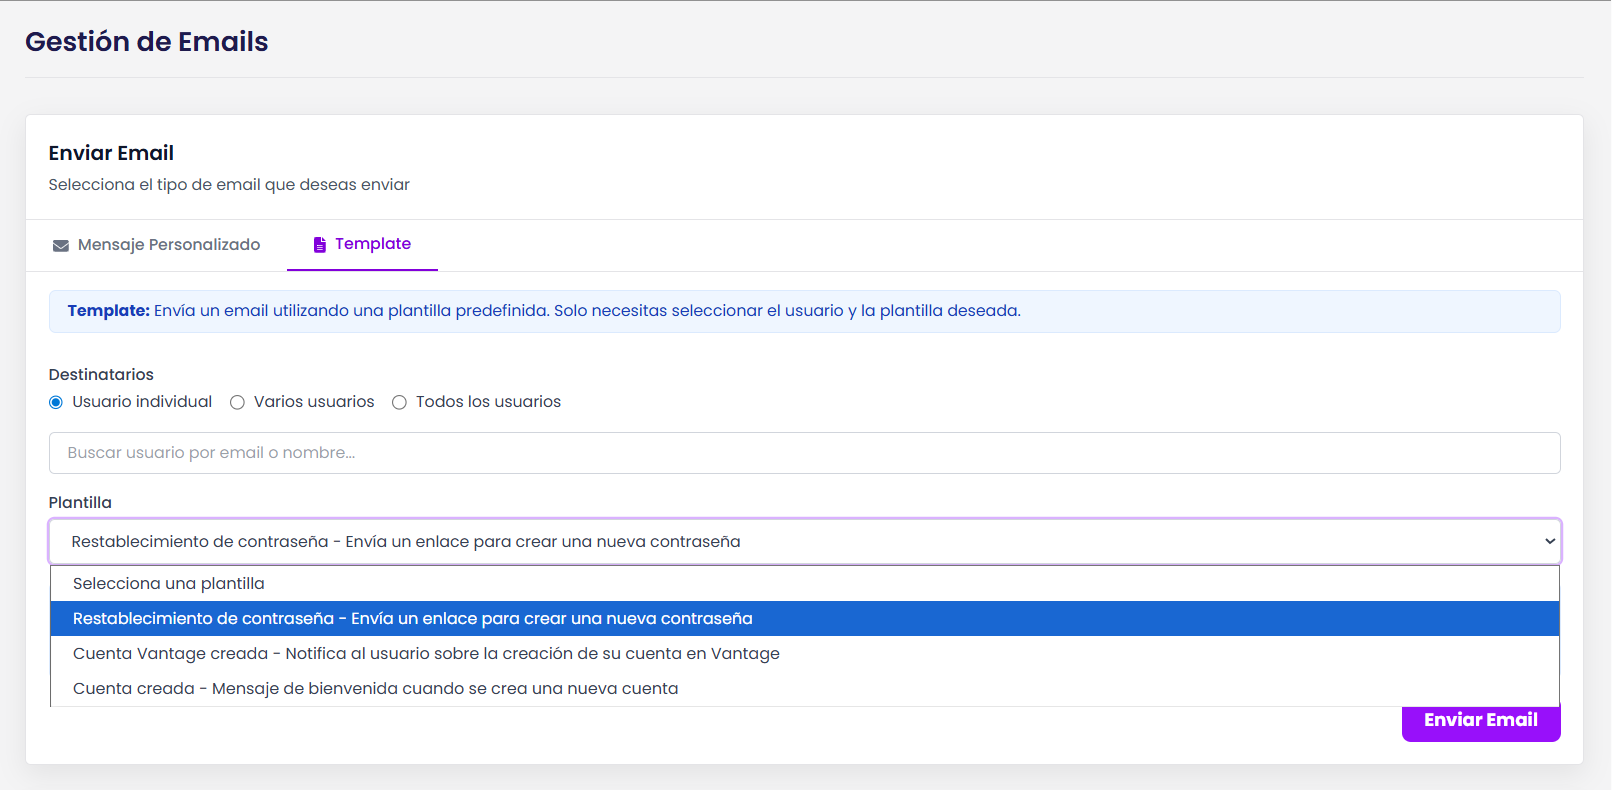 Gestión de Emails
Enviar Email
Selecciona el tipo de email que deseas enviar
Mensaje Personalizado
Template
Template: Envía un email utilizando una plantilla predefinida. Solo necesitas seleccionar el usuario y la plantilla deseada.
Destinatarios
Usuario individual
Varios usuarios
Todos los usuarios
Buscar usuario por email o nombre...
Plantilla
Restablecimiento de contraseña - Envía un enlace para crear una nueva contraseña
Selecciona una plantilla
Restablecimiento de contraseña - Envía un enlace para crear una nueva contraseña
Cuenta Vantage creada - Notifica al usuario sobre la creación de su cuenta en Vantage
Cuenta creada - Mensaje de bienvenida cuando se crea una nueva cuenta
Enviar Email